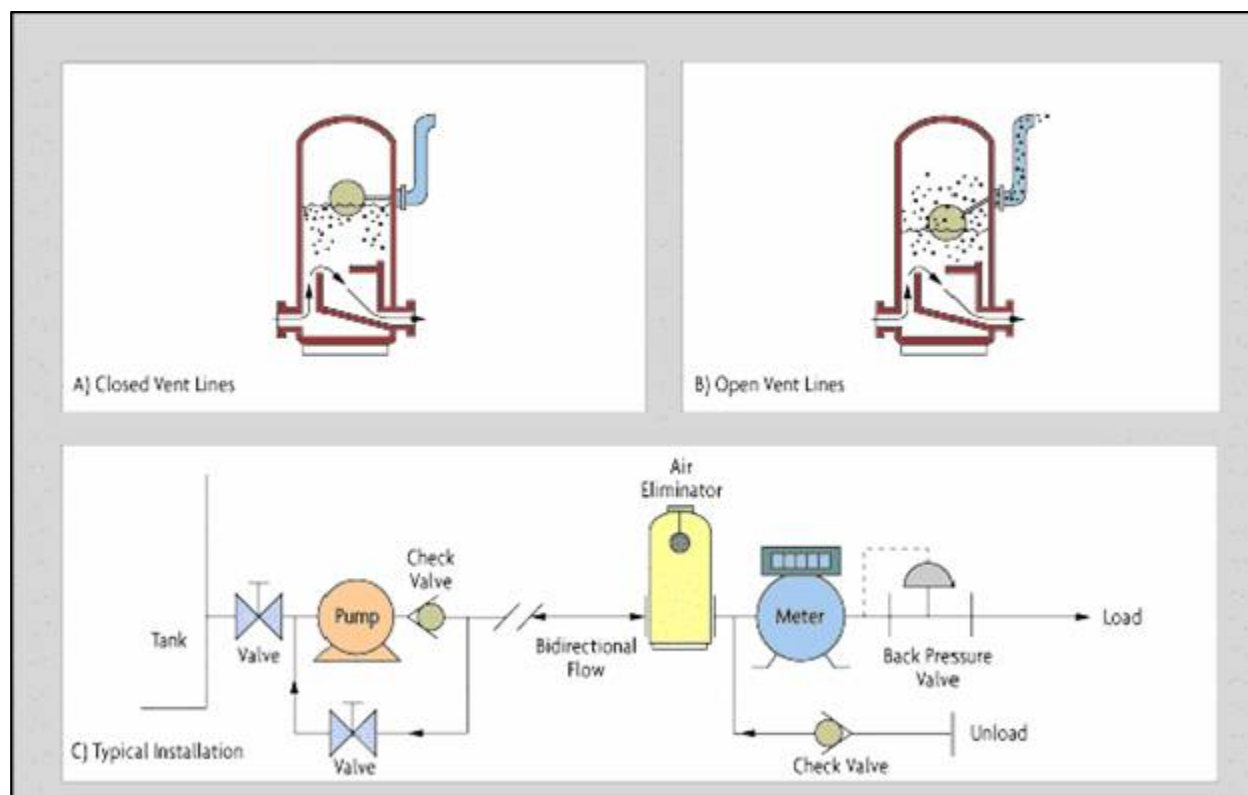 A) Closed Vent Lines
B) Open Vent Lines
Air
Eliminator
Check
Valve
Pump
Meter
Load
Tank
Valve
Bidirectional
Flow
Back Pressure
Valve
Unload
C) Typical Installation
Valve
Check Valve